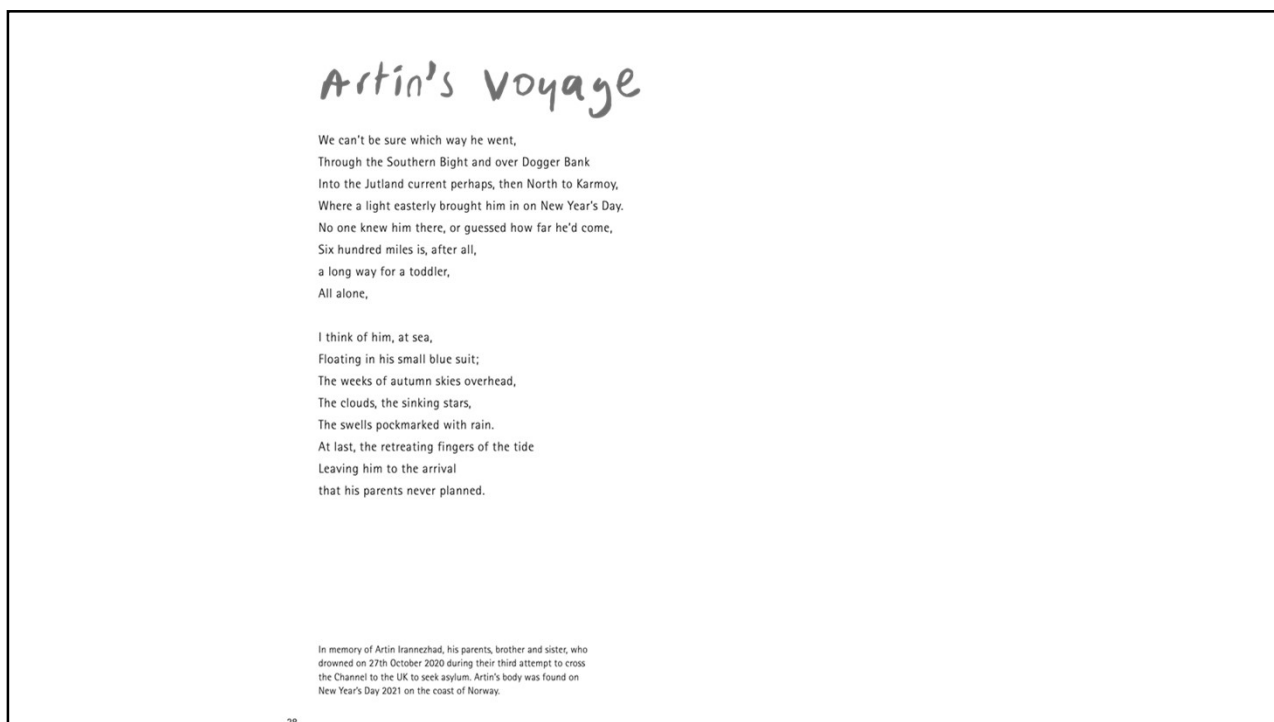 Artin's Voyage
We can't be sure which way he went,
Through the Southern Bight and over Dogger Bank
Into the Jutland current perhaps, then North to Karmoy,
Where a light easterly brought him in on New Year's Day.
No one knew him there, or guessed how far he'd come,
Six hundred miles is, after all,
a long way for a toddler,
All alone,
I think of him, at sea,
Floating in his small blue suit;
The weeks of autumn skies overhead,
The clouds, the sinking stars,
The swells pockmarked with rain.
At last, the retreating fingers of the tide
Leaving him to the arrival
that his parents never planned.
In memory of Artin Irannezhad, his parents, brother and sister, who
drowned on 27th October 2020 during their third attempt to cross
the Channel to the UK to seek asylum. Artin's body was found on
New Year's Day 2021 on the coast of Norway.